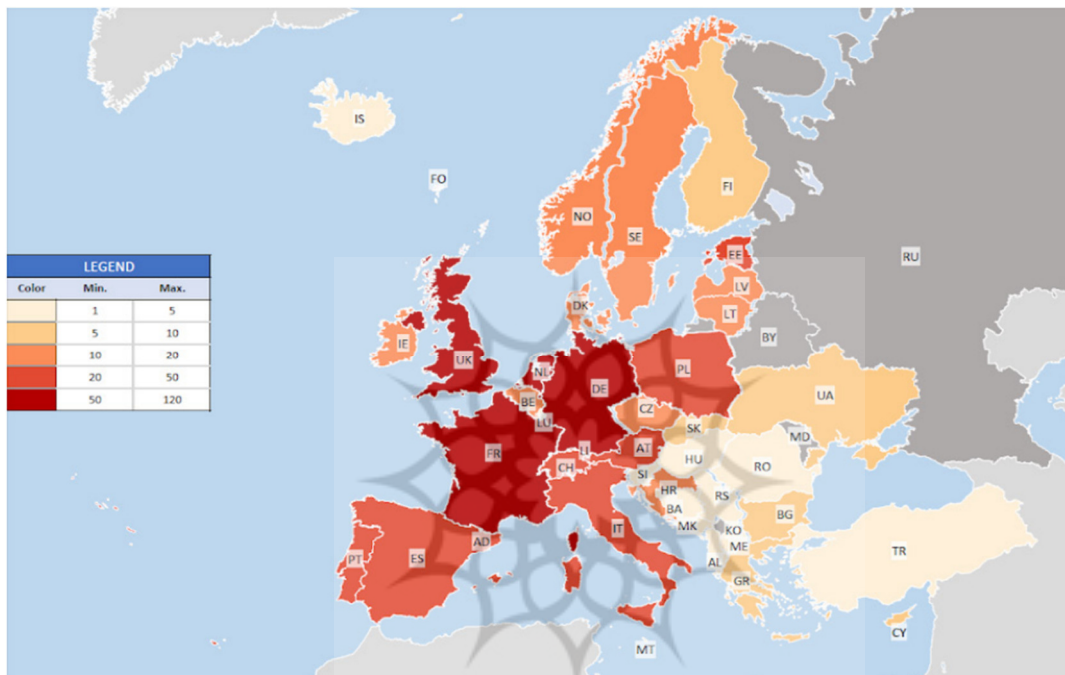 IS
FO
NO
SE
FI
RU
EE
LV
LT
BY
LEGEND
Color Min. Max.
1 5
5 10
10 20
20 50
50 120
IE
UK
DK
NL
BE
LU
DE
PL
CZ
SK
UA
MD
FR
LI
CH
AT
HU
RO
SI
HR
BA
RS
BG
PT
ES
AD
IT
MK
KO
ME
AL
GR
TR
CY
MT